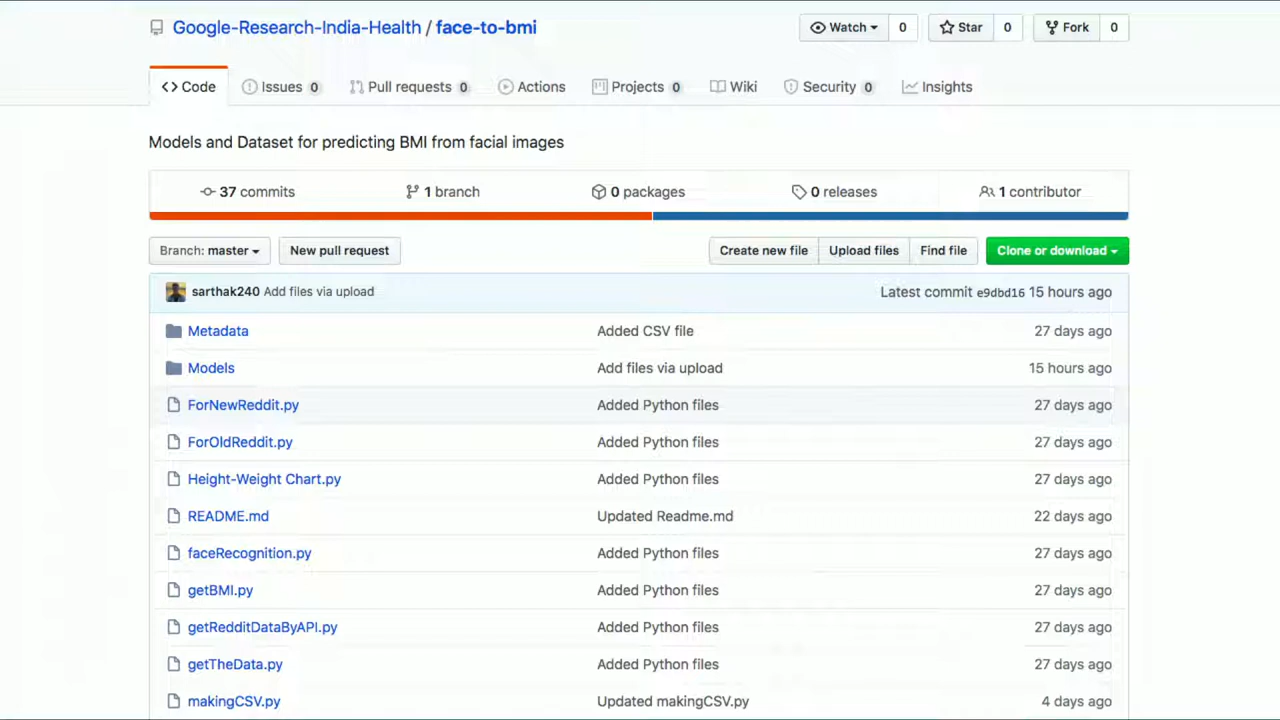 Google-Research-India-Health / face-to-bmi Watch 0 Star 0 Fork 0
Code Issues 0 Pull requests 0 Actions Projects 0 Wiki Security 0 Insights
Models and Dataset for predicting BMI from facial images
37 commits 1 branch 0 packages 0 releases 1 contributor
Branch: master New pull request Create new file Upload files Find file Clone or download
sarthak240 Add files via upload Latest commit e9dbd16 15 hours ago
Metadata Added CSV file 27 days ago
Models Add files via upload 15 hours ago
ForNewReddit.py Added Python files 27 days ago
ForOldReddit.py Added Python files 27 days ago
Height-Weight Chart.py Added Python files 27 days ago
README.md Updated Readme.md 22 days ago
faceRecognition.py Added Python files 27 days ago
getBMI.py Added Python files 27 days ago
getRedditDataByAPI.py Added Python files 27 days ago
getTheData.py Added Python files 27 days ago
makingCSV.py Updated makingCSV.py 4 days ago